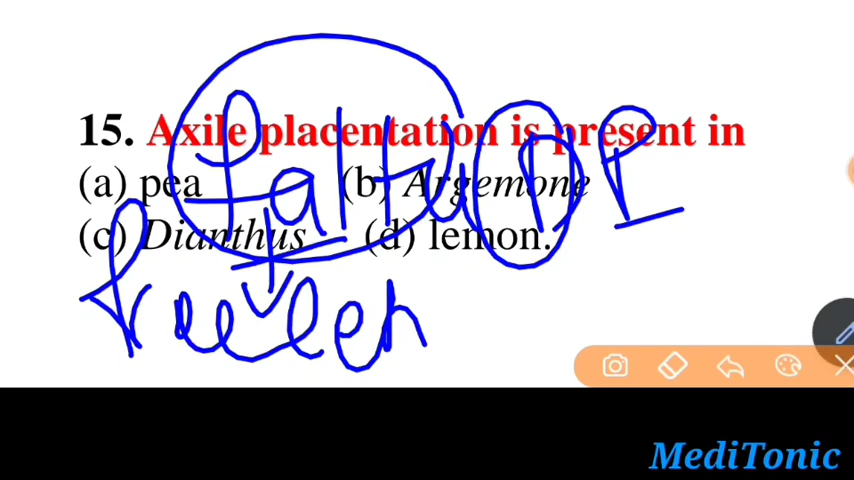 15. Axile placentation is present in
(a) pea (b) Argemone
(c) Dianthus (d) lemon.
MediTonic